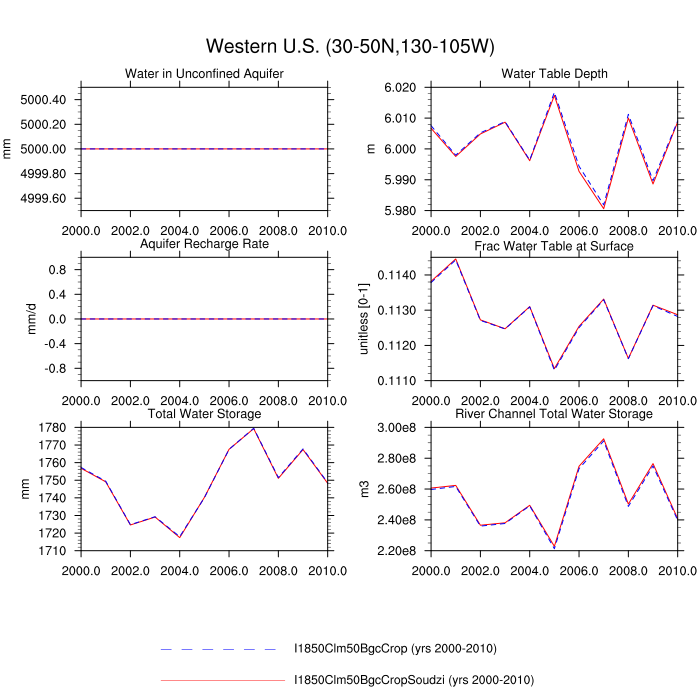 Western U.S. (30-50N,130-105W)
Water in Unconfined Aquifer
mm
5000.40
5000.20
5000.00
4999.80
4999.60
2000.0 2002.0 2004.0 2006.0 2008.0 2010.0
Water Table Depth
m
6.020
6.010
6.000
5.990
5.980
2000.0 2002.0 2004.0 2006.0 2008.0 2010.0
Aquifer Recharge Rate
mm/d
0.8
0.4
0.0
-0.4
-0.8
2000.0 2002.0 2004.0 2006.0 2008.0 2010.0
Frac Water Table at Surface
unitless [0-1]
0.1140
0.1130
0.1120
0.1110
2000.0 2002.0 2004.0 2006.0 2008.0 2010.0
Total Water Storage
mm
1780
1770
1760
1750
1740
1730
1720
1710
2000.0 2002.0 2004.0 2006.0 2008.0 2010.0
River Channel Total Water Storage
m3
3.00e8
2.80e8
2.60e8
2.40e8
2.20e8
2000.0 2002.0 2004.0 2006.0 2008.0 2010.0
I1850Clm50BgcCrop (yrs 2000-2010)
I1850Clm50BgcCropSoudzi (yrs 2000-2010)